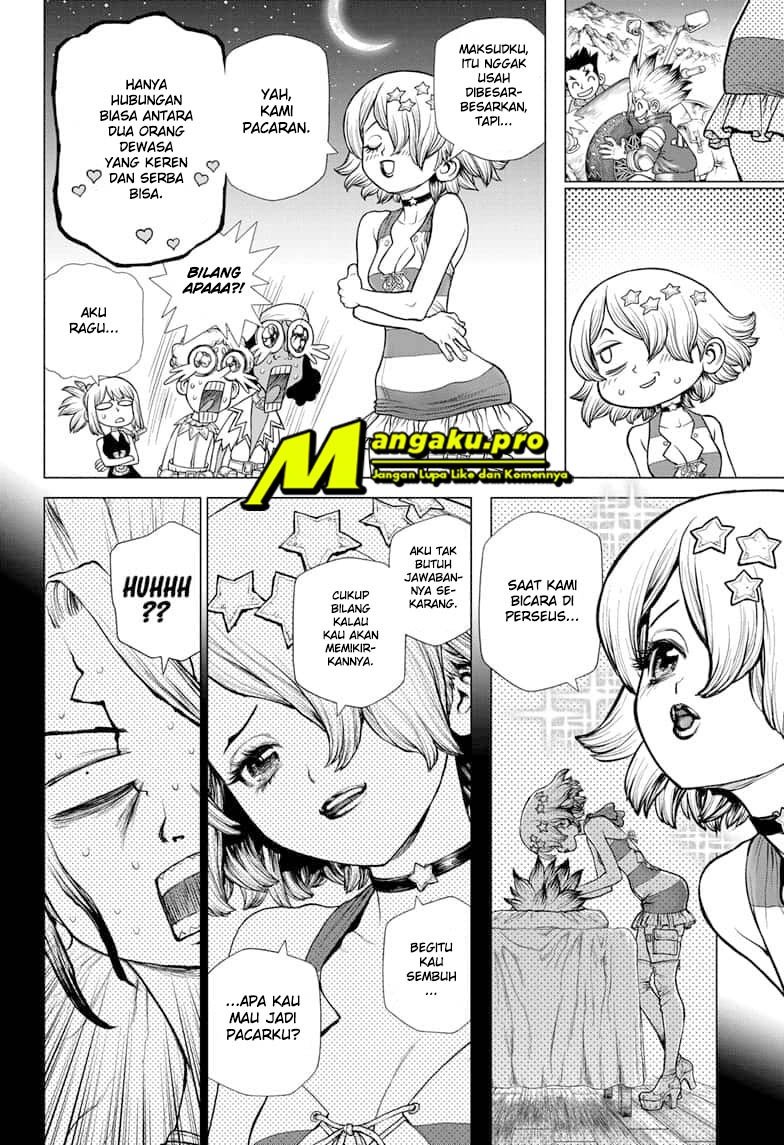 MAKSUDKU,
ITU NGGAK
USAH
DIBESAR-
BESARKAN,
TAPI...
YAH,
KAMI
PACARAN.
HANYA
HUBUNGAN
BIASA ANTARA
DUA ORANG
DEWASA
YANG KEREN
DAN SERBA
BISA.
BILANG
APAAA?!
AKU
RAGU...
Mangaku.pro
Jangan Lupa Like dan Komennya
SAAT KAMI
BICARA DI
PERSEUS...
BEGITU
KAU
SEMBUH
...
...APA KAU
MAU JADI
PACARKU?
AKU TAK
BUTUH
JAWABAN-
NYA SE-
KARANG.
CUKUP
BILANG
KALAU
KAU AKAN
MEMIKIR-
KANNYA.
HUHHH
??